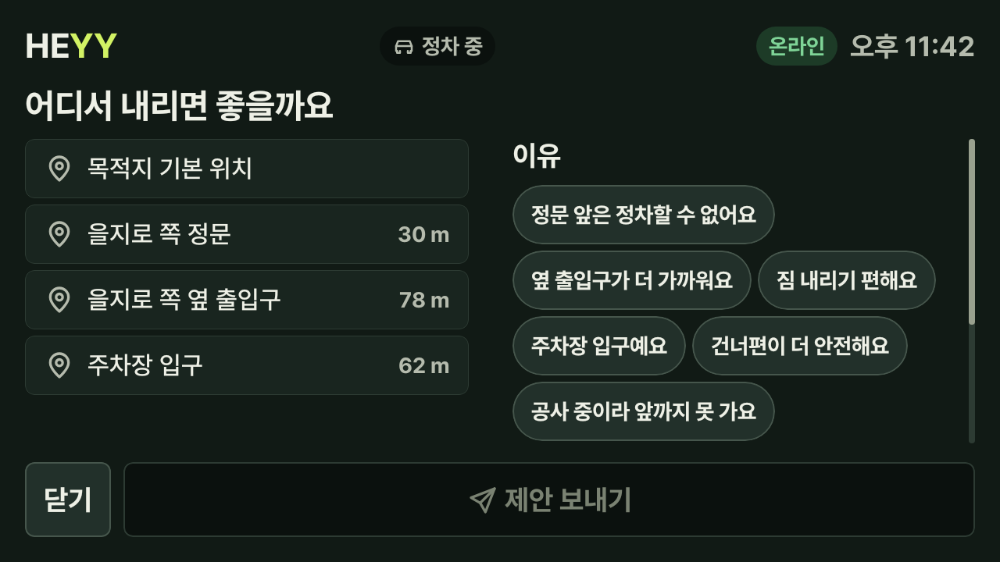 HEYY
정차 중
온라인
오후 11:42
어디서 내리면 좋을까요
목적지 기본 위치
을지로 쪽 정문 30 m
을지로 쪽 옆 출입구 78 m
주차장 입구 62 m
이유
정문 앞은 정차할 수 없어요
옆 출입구가 더 가까워요
짐 내리기 편해요
주차장 입구예요
건너편이 더 안전해요
공사 중이라 앞까지 못 가요
닫기
제안 보내기